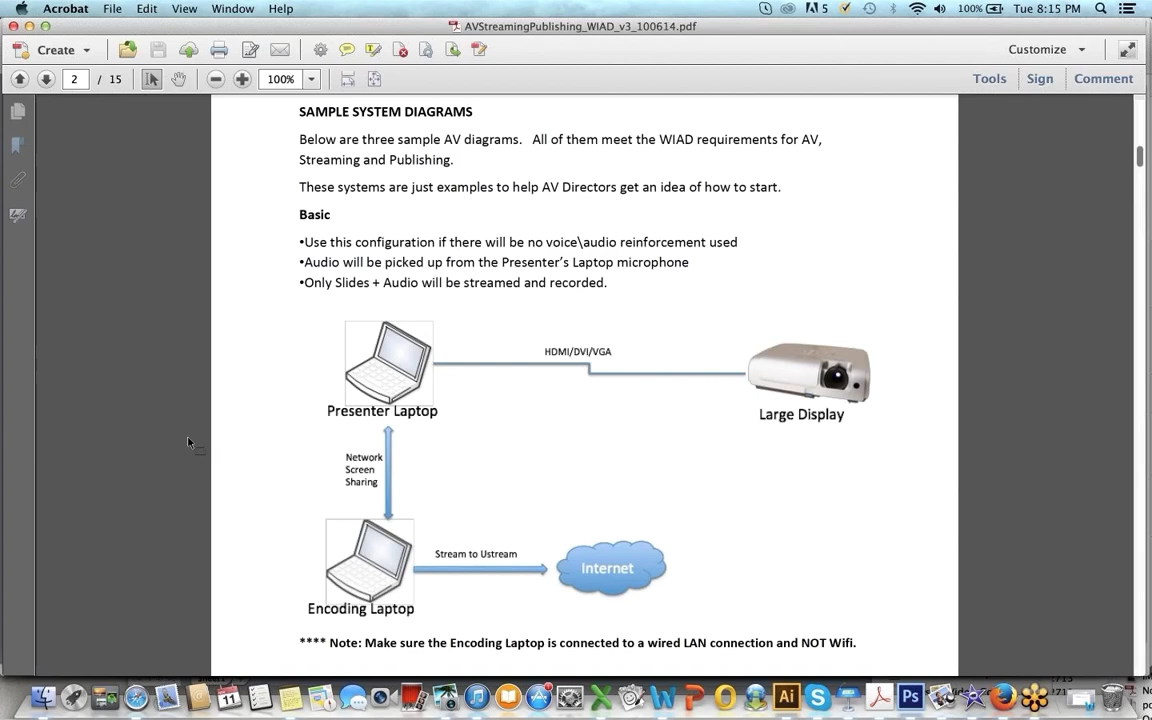 Acrobat File Edit View Window Help 5 100% Tue 8:15 PM
AVStreamingPublishing_WIAD_v3_100614.pdf
Create Customize
2 / 15 100% Tools Sign Comment
SAMPLE SYSTEM DIAGRAMS
Below are three sample AV diagrams. All of them meet the WIAD requirements for AV,
Streaming and Publishing.
These systems are just examples to help AV Directors get an idea of how to start.
Basic
•Use this configuration if there will be no voice\audio reinforcement used
•Audio will be picked up from the Presenter’s Laptop microphone
•Only Slides + Audio will be streamed and recorded.
HDMI/DVI/VGA
Presenter Laptop
Large Display
Network
Screen
Sharing
Stream to Ustream
Internet
Encoding Laptop
**** Note: Make sure the Encoding Laptop is connected to a wired LAN connection and NOT Wifi.
11
Ai
Ps